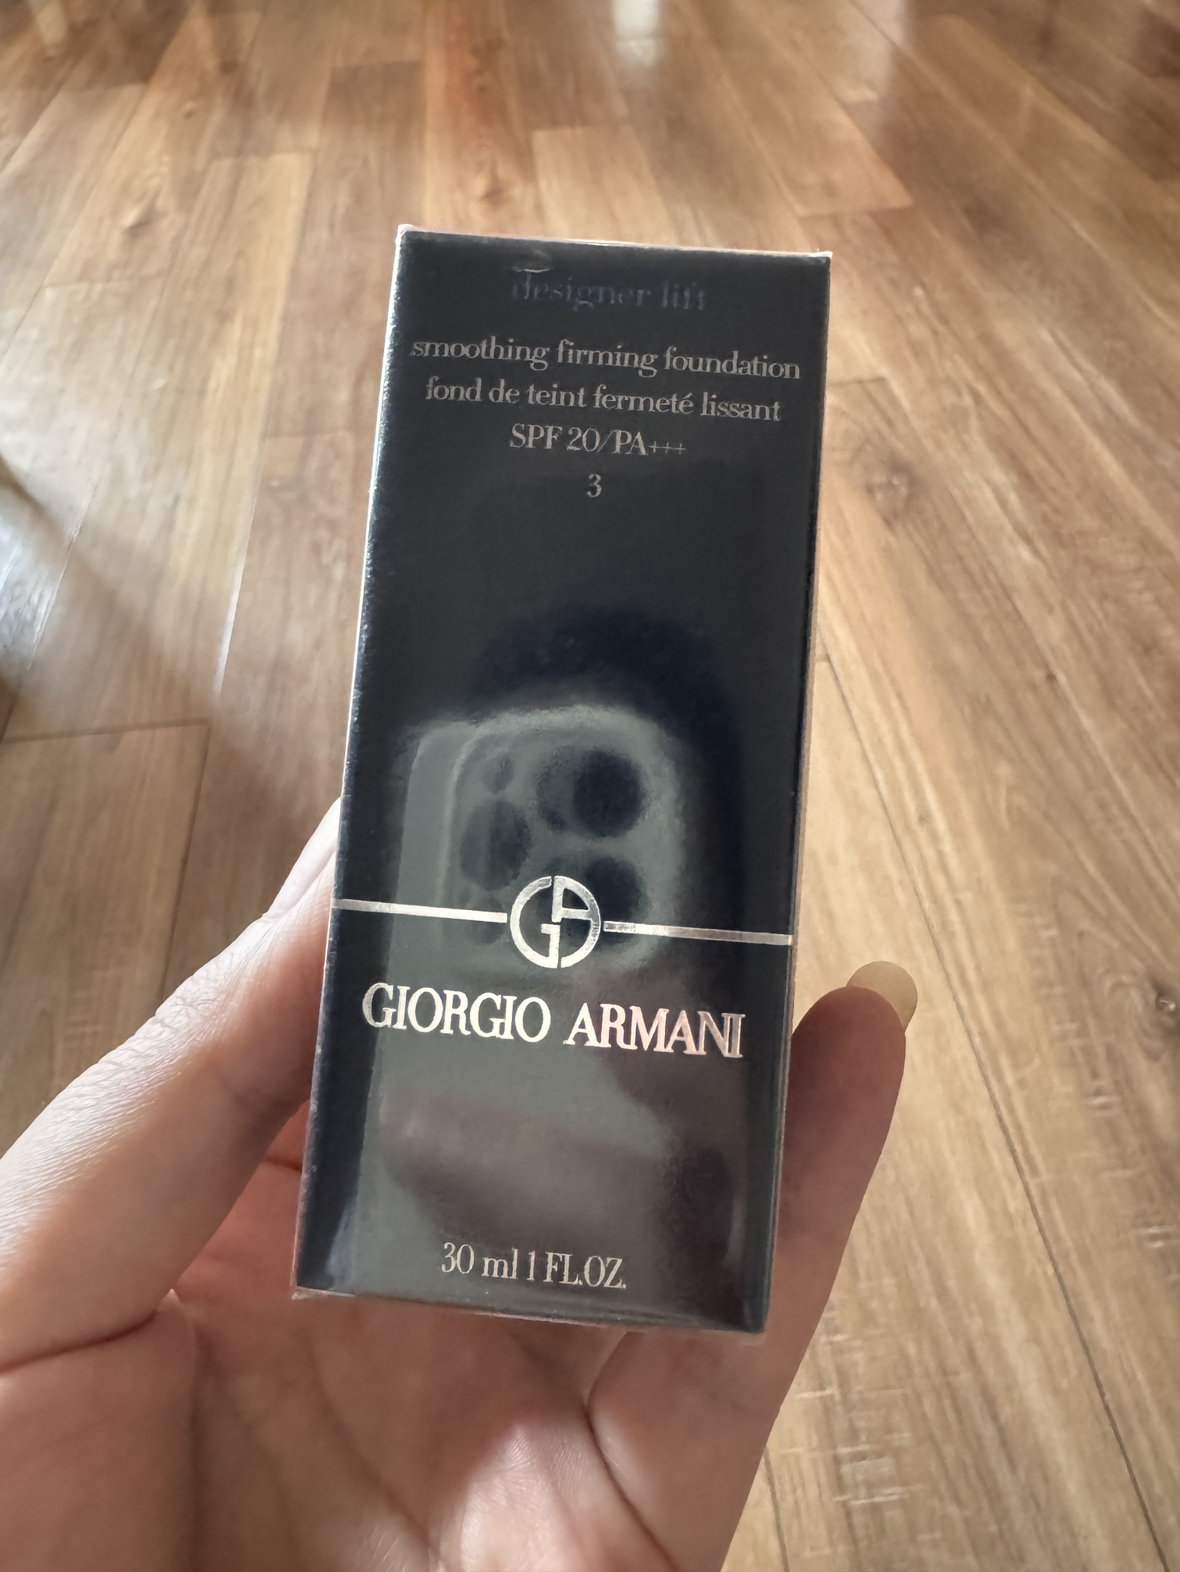 designer lift
smoothing firming foundation
fond de teint fermeté lissant
SPF 20/PA+++
3
GA
GIORGIO ARMANI
30 ml 1 FL.OZ.